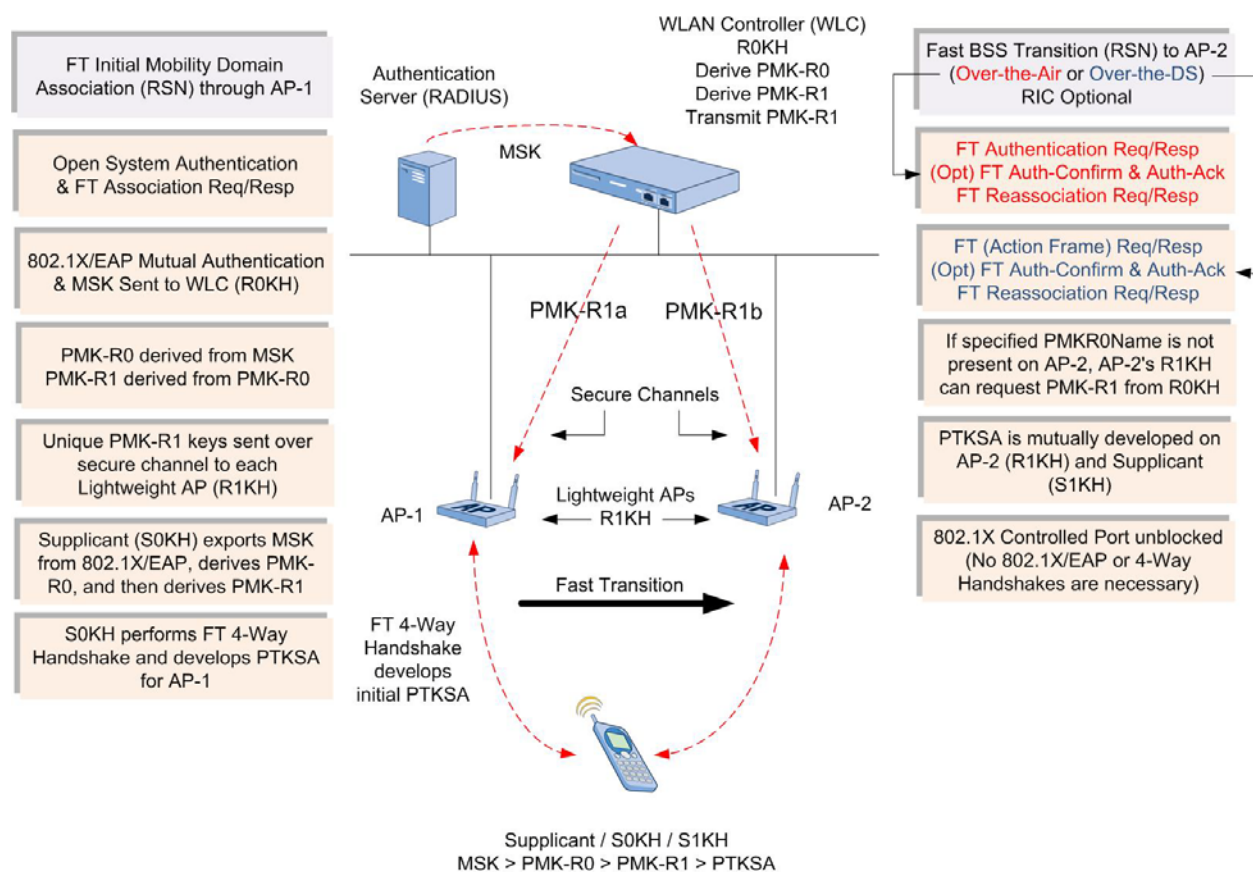 FT Initial Mobility Domain
Association (RSN) through AP-1
Open System Authentication
& FT Association Req/Resp
802.1X/EAP Mutual Authentication
& MSK Sent to WLC (R0KH)
PMK-R0 derived from MSK
PMK-R1 derived from PMK-R0
Unique PMK-R1 keys sent over
secure channel to each
Lightweight AP (R1KH)
Supplicant (S0KH) exports MSK
from 802.1X/EAP, derives PMK-
R0, and then derives PMK-R1
S0KH performs FT 4-Way
Handshake and develops PTKSA
for AP-1
Authentication
Server (RADIUS)
WLAN Controller (WLC)
R0KH
Derive PMK-R0
Derive PMK-R1
Transmit PMK-R1
MSK
PMK-R1a
PMK-R1b
Secure Channels
AP-1
AP
Lightweight APs
R1KH
AP
AP-2
Fast Transition
FT 4-Way
Handshake
develops
initial PTKSA
Supplicant / S0KH / S1KH
MSK > PMK-R0 > PMK-R1 > PTKSA
Fast BSS Transition (RSN) to AP-2
(Over-the-Air or Over-the-DS)
RIC Optional
FT Authentication Req/Resp
(Opt) FT Auth-Confirm & Auth-Ack
FT Reassociation Req/Resp
FT (Action Frame) Req/Resp
(Opt) FT Auth-Confirm & Auth-Ack
FT Reassociation Req/Resp
If specified PMKR0Name is not
present on AP-2, AP-2's R1KH
can request PMK-R1 from R0KH
PTKSA is mutually developed on
AP-2 (R1KH) and Supplicant
(S1KH)
802.1X Controlled Port unblocked
(No 802.1X/EAP or 4-Way
Handshakes are necessary)